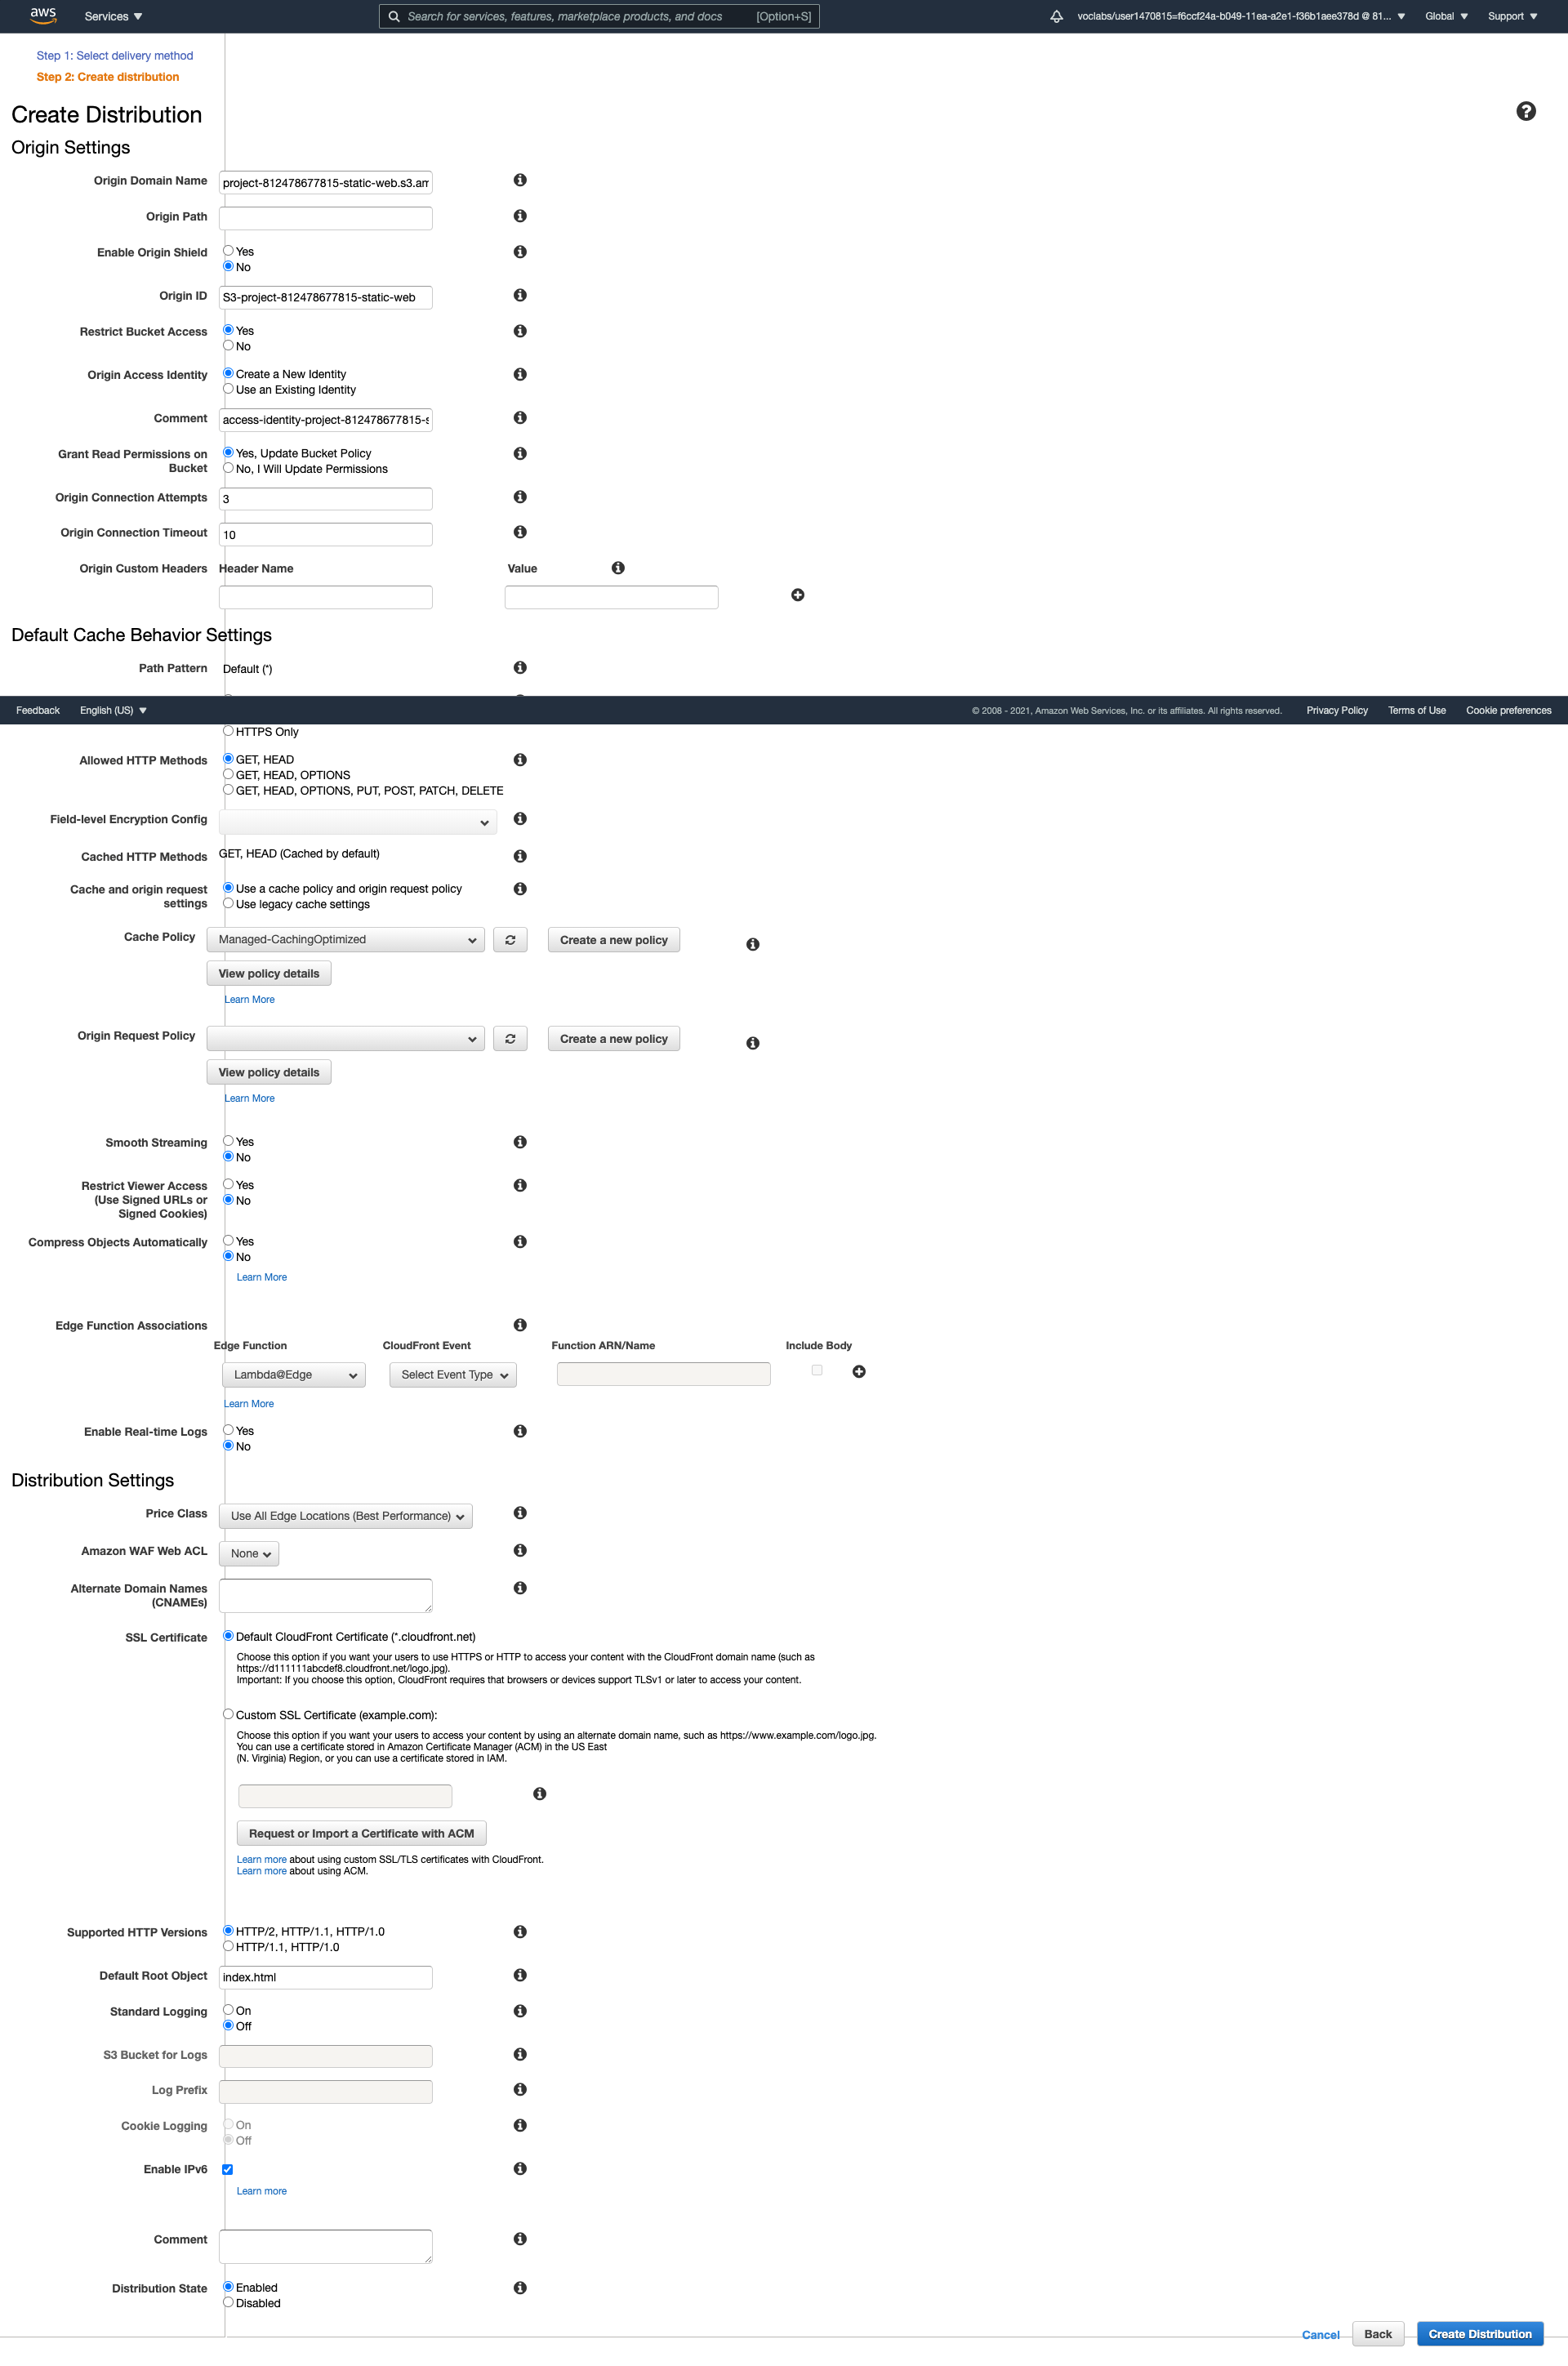 aws
Services
Search for services, features, marketplace products, and docs [Option+S]
voclabs/user1470815=f6ccf24a-b049-11ea-a2e1-f36b1aee378d @ 81...
Global
Support
Step 1: Select delivery method
Step 2: Create distribution
Create Distribution
Origin Settings
Origin Domain Name project-812478677815-static-web.s3.am
Origin Path
Enable Origin Shield Yes
No
Origin ID S3-project-812478677815-static-web
Restrict Bucket Access Yes
No
Origin Access Identity Create a New Identity
Use an Existing Identity
Comment access-identity-project-812478677815-s
Grant Read Permissions on Bucket Yes, Update Bucket Policy
No, I Will Update Permissions
Origin Connection Attempts 3
Origin Connection Timeout 10
Origin Custom Headers Header Name Value
Default Cache Behavior Settings
Path Pattern Default (*)
Feedback English (US) © 2008 - 2021, Amazon Web Services, Inc. or its affiliates. All rights reserved. Privacy Policy Terms of Use Cookie preferences
HTTPS Only
Allowed HTTP Methods GET, HEAD
GET, HEAD, OPTIONS
GET, HEAD, OPTIONS, PUT, POST, PATCH, DELETE
Field-level Encryption Config
Cached HTTP Methods GET, HEAD (Cached by default)
Cache and origin request settings Use a cache policy and origin request policy
Use legacy cache settings
Cache Policy Managed-CachingOptimized Create a new policy
View policy details
Learn More
Origin Request Policy Create a new policy
View policy details
Learn More
Smooth Streaming Yes
No
Restrict Viewer Access (Use Signed URLs or Signed Cookies) Yes
No
Compress Objects Automatically Yes
No
Learn More
Edge Function Associations
Edge Function CloudFront Event Function ARN/Name Include Body
Lambda@Edge Select Event Type
Learn More
Enable Real-time Logs Yes
No
Distribution Settings
Price Class Use All Edge Locations (Best Performance)
Amazon WAF Web ACL None
Alternate Domain Names (CNAMEs)
SSL Certificate Default CloudFront Certificate (*.cloudfront.net)
Choose this option if you want your users to use HTTPS or HTTP to access your content with the CloudFront domain name (such as
https://d111111abcdef8.cloudfront.net/logo.jpg).
Important: If you choose this option, CloudFront requires that browsers or devices support TLSv1 or later to access your content.
Custom SSL Certificate (example.com):
Choose this option if you want your users to access your content by using an alternate domain name, such as https://www.example.com/logo.jpg.
You can use a certificate stored in Amazon Certificate Manager (ACM) in the US East
(N. Virginia) Region, or you can use a certificate stored in IAM.
Request or Import a Certificate with ACM
Learn more about using custom SSL/TLS certificates with CloudFront.
Learn more about using ACM.
Supported HTTP Versions HTTP/2, HTTP/1.1, HTTP/1.0
HTTP/1.1, HTTP/1.0
Default Root Object index.html
Standard Logging On
Off
S3 Bucket for Logs
Log Prefix
Cookie Logging On
Off
Enable IPv6
Learn more
Comment
Distribution State Enabled
Disabled
Cancel Back Create Distribution